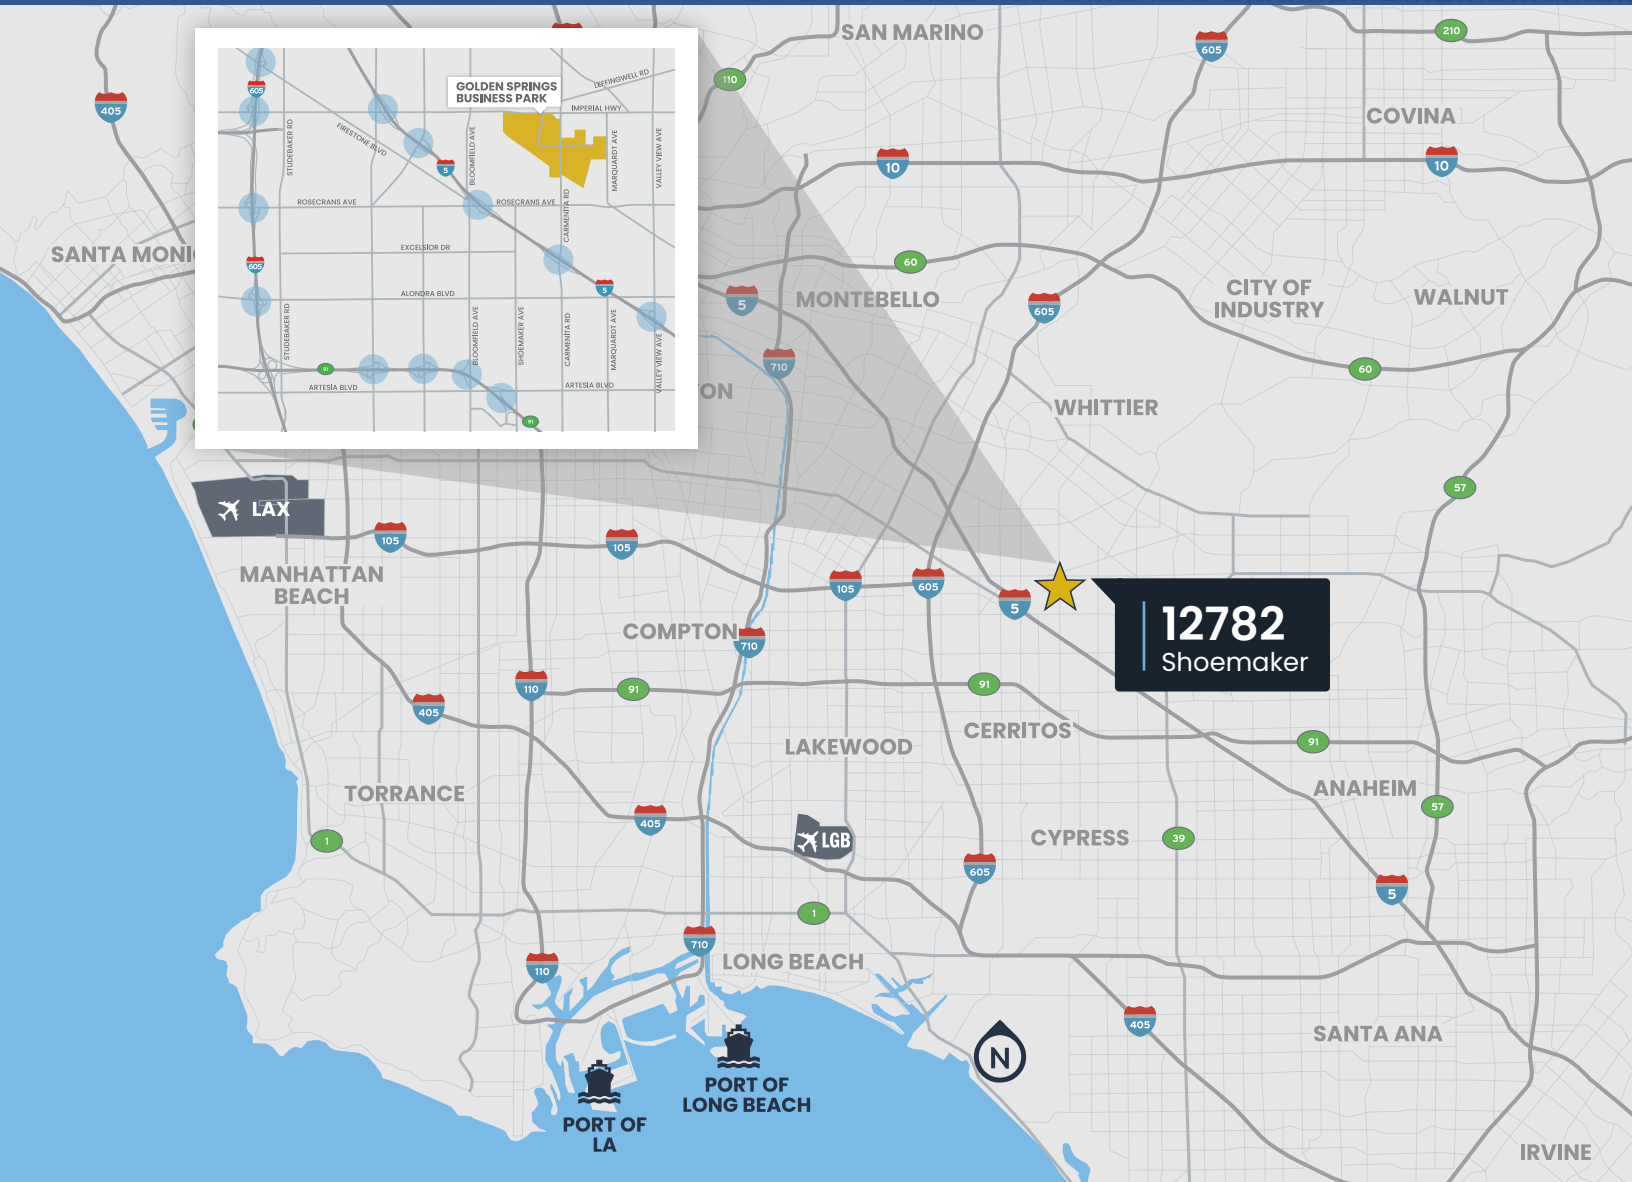 SAN MARINO
605
210
110
405
COVINA
10
10
SANTA MONI
60
MONTEBELLO
5
605
CITY OF
INDUSTRY
WALNUT
710
60
ON
WHITTIER
57
GOLDEN SPRINGS
BUSINESS PARK
LEFFINGWELL RD
IMPERIAL HWY
605
FIRESTONE BLVD
STUDEBAKER RD
BLOOMFIELD AVE
MARQUARDT AVE
VALLEY VIEW AVE
5
ROSECRANS AVE
ROSECRANS AVE
CARMENITA RD
EXCELSIOR DR
605
5
ALONDRA BLVD
STUDEBAKER RD
BLOOMFIELD AVE
SHOEMAKER AVE
CARMENITA RD
MARQUARDT AVE
VALLEY VIEW AVE
91
ARTESIA BLVD
ARTESIA BLVD
91
LAX
105
105
MANHATTAN
BEACH
105
605
5
12782
Shoemaker
COMPTON
710
110
91
91
405
CERRITOS
LAKEWOOD
91
TORRANCE
ANAHEIM
57
405
1
LGB
CYPRESS
39
605
5
1
710
LONG BEACH
110
405
SANTA ANA
N
PORT OF
LONG BEACH
PORT OF
LA
IRVINE